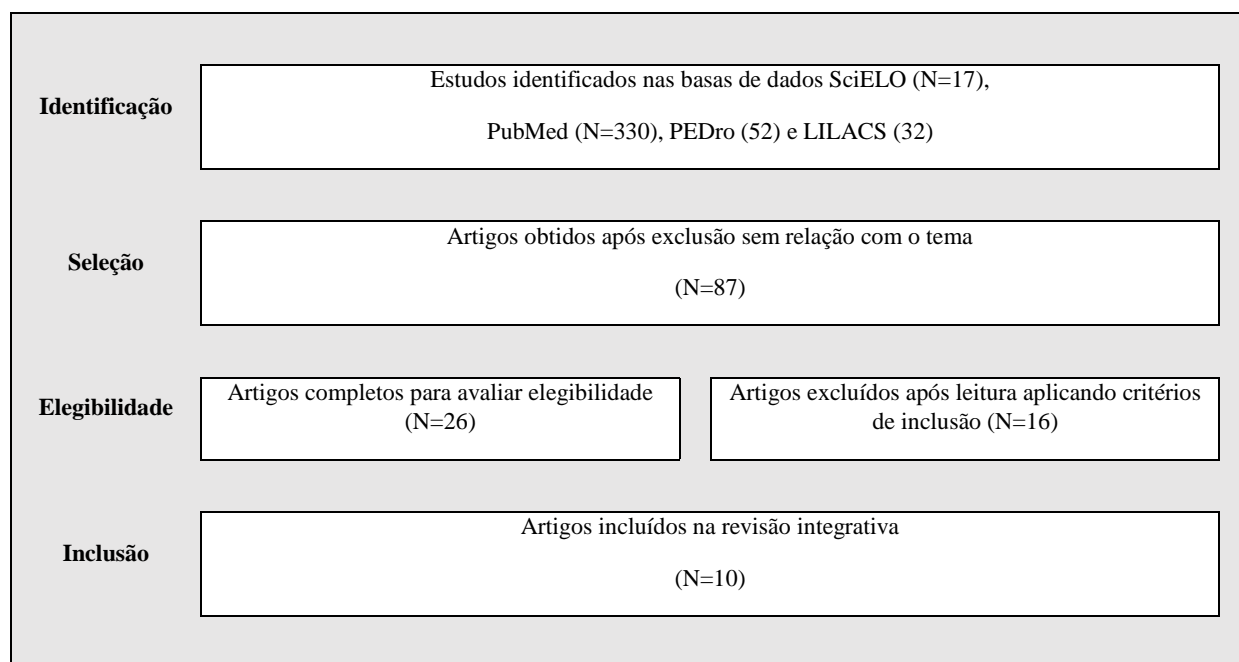 Identificação
Estudos identificados nas basas de dados SciELO (N=17),
PubMed (N=330), PEDro (52) e LILACS (32)
Seleção
Artigos obtidos após exclusão sem relação com o tema
(N=87)
Elegibilidade
Artigos completos para avaliar elegibilidade
(N=26)
Artigos excluídos após leitura aplicando critérios
de inclusão (N=16)
Inclusão
Artigos incluídos na revisão integrativa
(N=10)